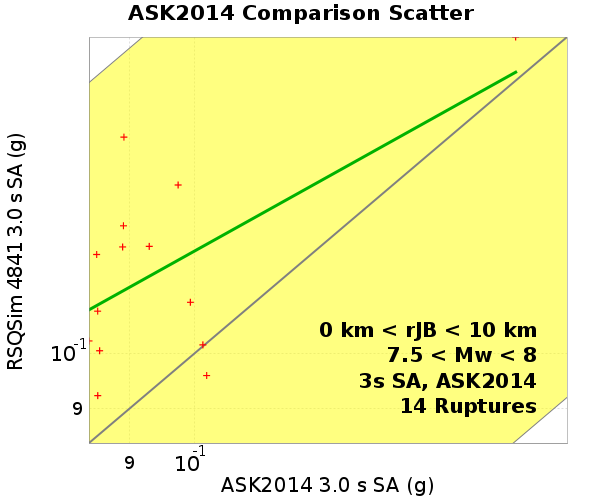 ASK2014 Comparison Scatter
RSQSim 4841 3.0 s SA (g)
10-1
9
0 km < rJB < 10 km
7.5 < Mw < 8
3s SA, ASK2014
14 Ruptures
9
10-1
ASK2014 3.0 s SA (g)